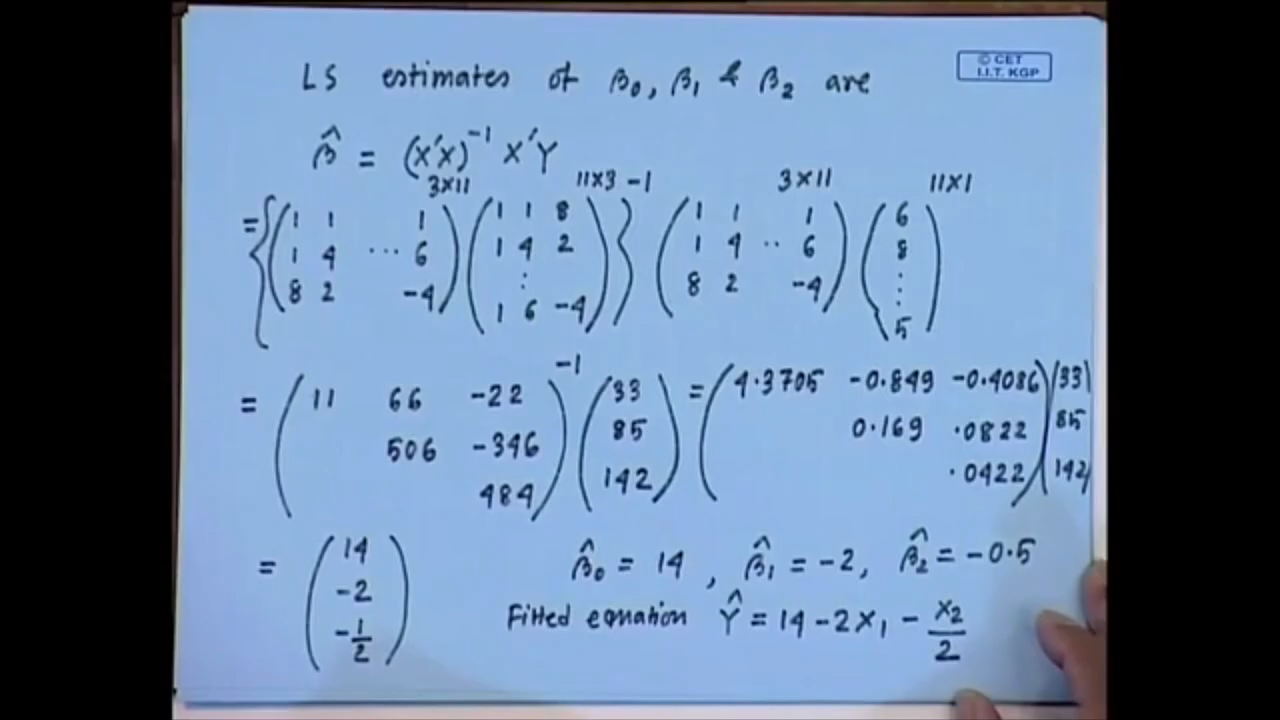 © CET
I.I.T. KGP
LS estimates of β₀, β₁ & β₂ are
β̂ = (X'X)⁻¹ X'Y
3×11 11×3 -1 3×11 11×1
1 1 1 1 1 8 1 1 1 6
= 1 4 ... 6 1 4 2 1 4 .. 6 8
8 2 -4 : 8 2 -4 :
1 6 -4 5
-1
= 11 66 -22 33 = 4.3705 -0.849 -0.4086 33
506 -346 85 0.169 .0822 85
484 142 .0422 142
= 14 β̂₀ = 14 , β̂₁ = -2, β̂₂ = -0.5
-2
-1/2 Fitted equation Ŷ = 14 - 2X₁ - X₂/2